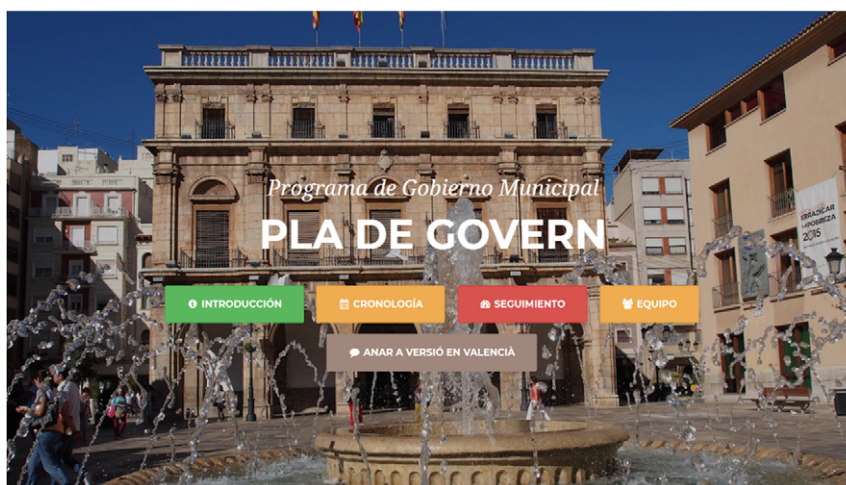 Programa de Gobierno Municipal
PLA DE GOVERN
INTRODUCCIÓN
CRONOLOGÍA
SEGUIMIENTO
EQUIPO
ANAR A VERSIÓ EN VALENCIÀ
ERRADICAR
LA POBREZA
2015